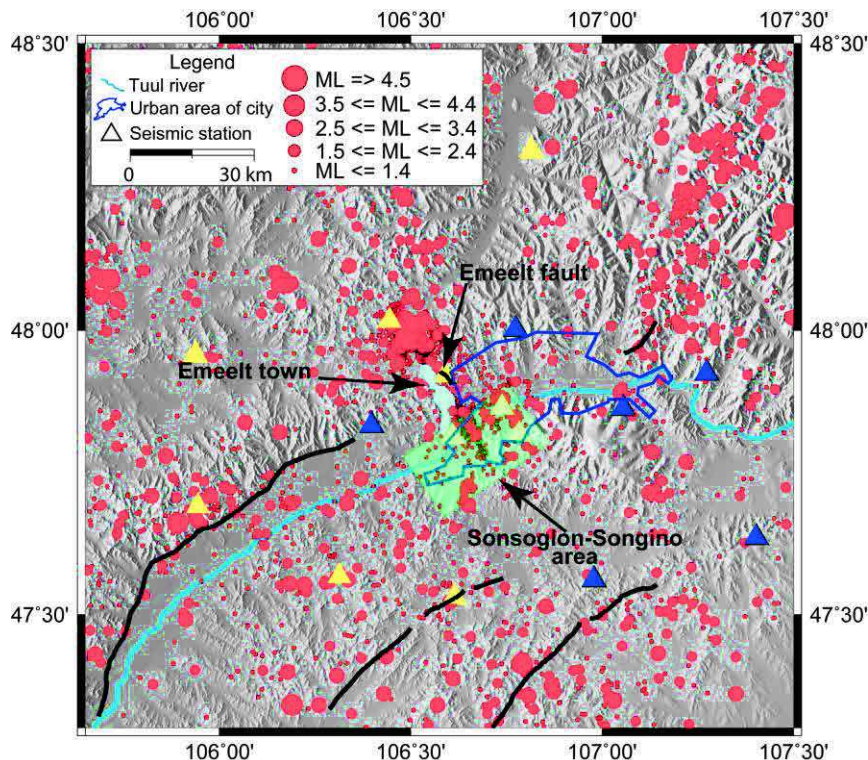 106°00' 106°30' 107°00' 107°30'
48°30' 48°30'
Legend
Tuul river
Urban area of city
Seismic station
0 30 km
ML => 4.5
3.5 <= ML <= 4.4
2.5 <= ML <= 3.4
1.5 <= ML <= 2.4
ML <= 1.4
Emeelt fault
48°00' 48°00'
Emeelt town
Sonsoglon-Songino
area
47°30' 47°30'
106°00' 106°30' 107°00' 107°30'